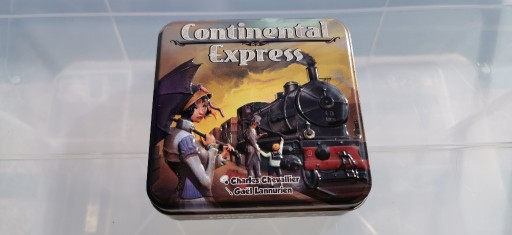 Continental
Express
Charles Chevallier
Gaël Lannurien